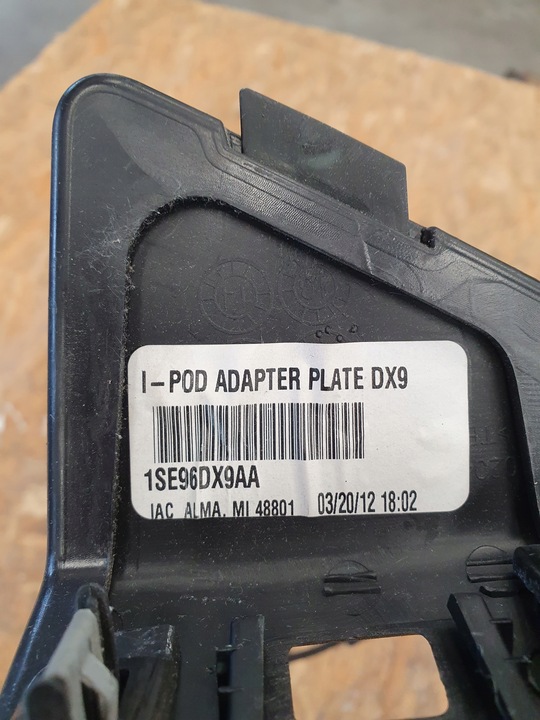 I-POD ADAPTER PLATE DX9
1SE96DX9AA
IAC ALMA, MI 48801 03/20/12 18:02